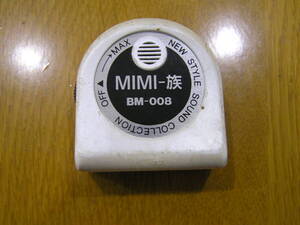 OFF ▲ → MAX
NEW STYLE SOUND COLLECTION
MIMI-族
BM-008